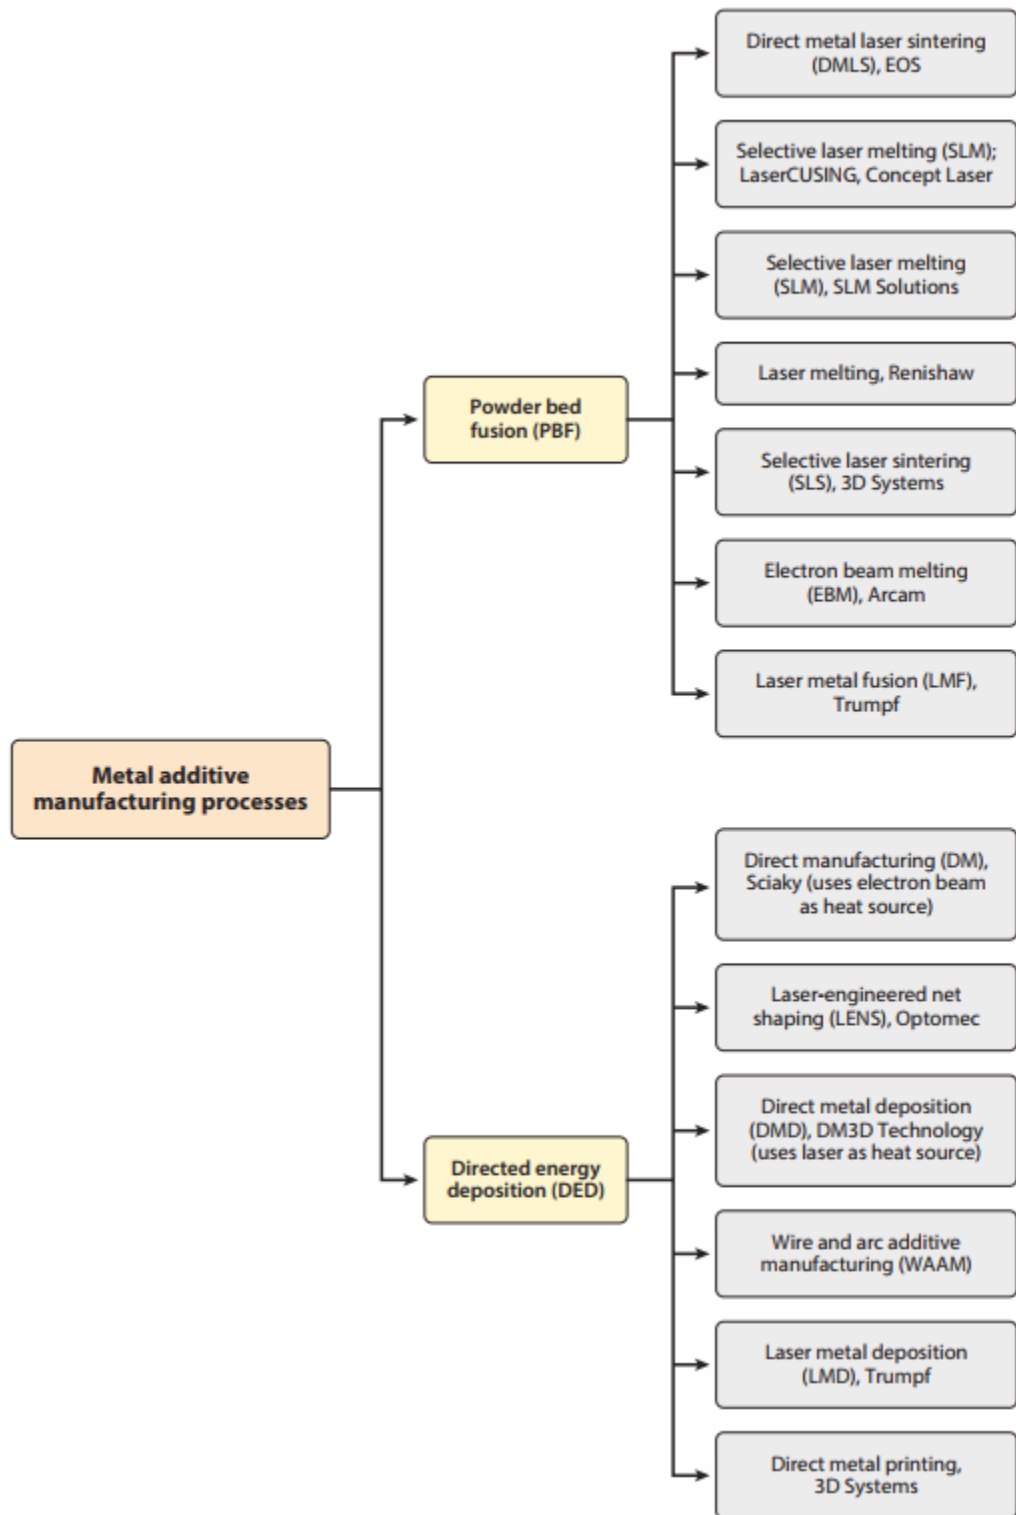 Direct metal laser sintering
(DMLS), EOS
Selective laser melting (SLM);
LaserCUSING, Concept Laser
Selective laser melting
(SLM), SLM Solutions
Laser melting, Renishaw
Powder bed
fusion (PBF)
Selective laser sintering
(SLS), 3D Systems
Electron beam melting
(EBM), Arcam
Laser metal fusion (LMF),
Trumpf
Metal additive
manufacturing processes
Direct manufacturing (DM),
Sciaky (uses electron beam
as heat source)
Laser-engineered net
shaping (LENS), Optomec
Direct metal deposition
(DMD), DM3D Technology
(uses laser as heat source)
Directed energy
deposition (DED)
Wire and arc additive
manufacturing (WAAM)
Laser metal deposition
(LMD), Trumpf
Direct metal printing,
3D Systems